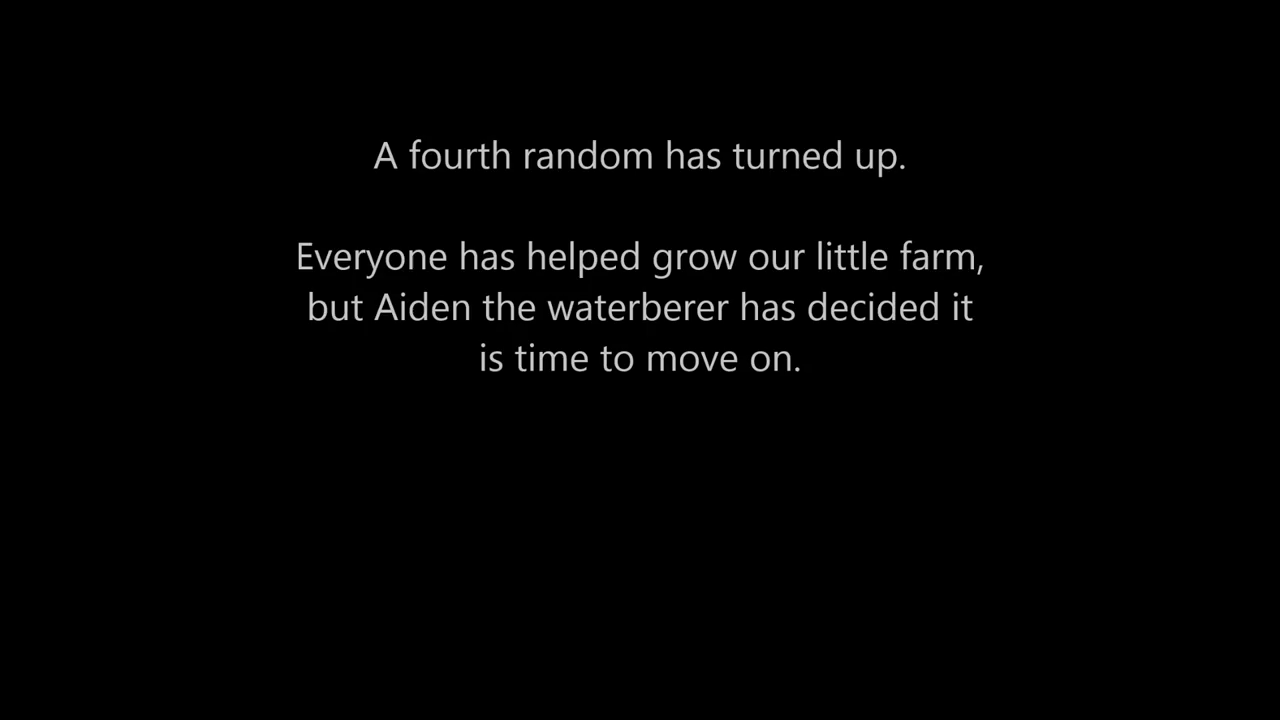 A fourth random has turned up.
Everyone has helped grow our little farm,
but Aiden the waterberer has decided it
is time to move on.